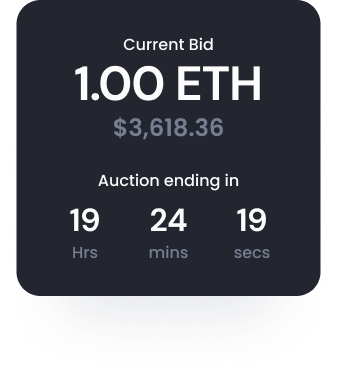 Current Bid
1.00 ETH
$3,618.36
Auction ending in
19 24 19
Hrs mins secs